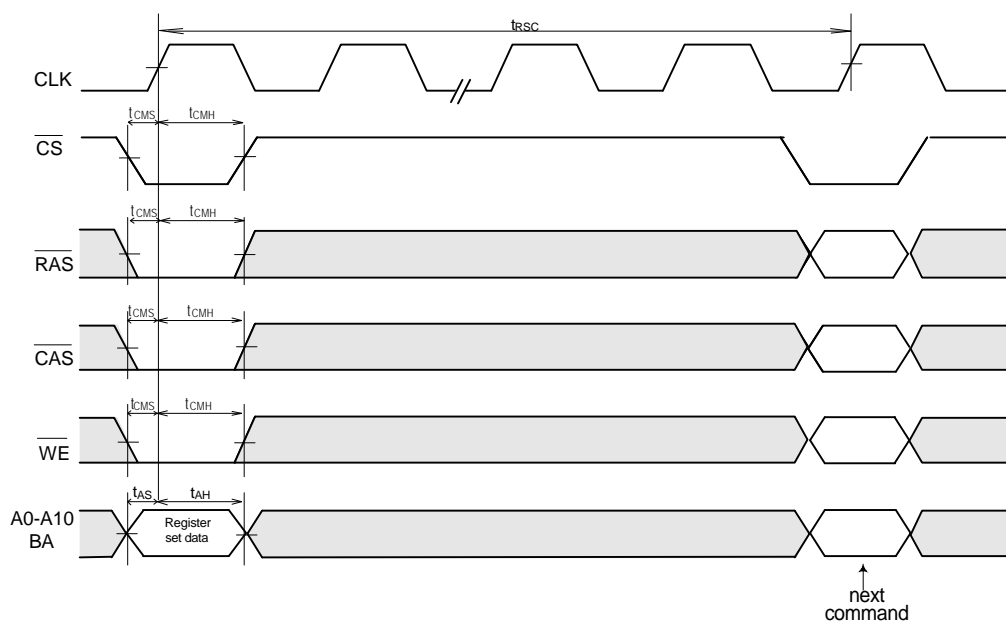 tRSC
CLK
tCMS tCMH
CS
tCMS tCMH
RAS
tCMS tCMH
CAS
tCMS tCMH
WE
tAS tAH
A0-A10
BA
Register
set data
next
command